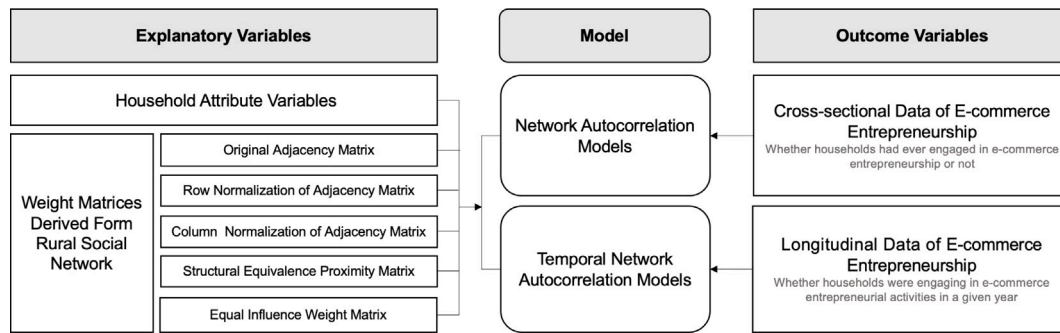 Explanatory Variables
Model
Outcome Variables
Household Attribute Variables
Weight Matrices
Derived Form
Rural Social
Network
Original Adjacency Matrix
Row Normalization of Adjacency Matrix
Column Normalization of Adjacency Matrix
Structural Equivalence Proximity Matrix
Equal Influence Weight Matrix
Network Autocorrelation
Models
Temporal Network
Autocorrelation Models
Cross-sectional Data of E-commerce
Entrepreneurship
Whether households had ever engaged in e-commerce
entrepreneurship or not
Longitudinal Data of E-commerce
Entrepreneurship
Whether households were engaging in e-commerce
entrepreneurial activities in a given year